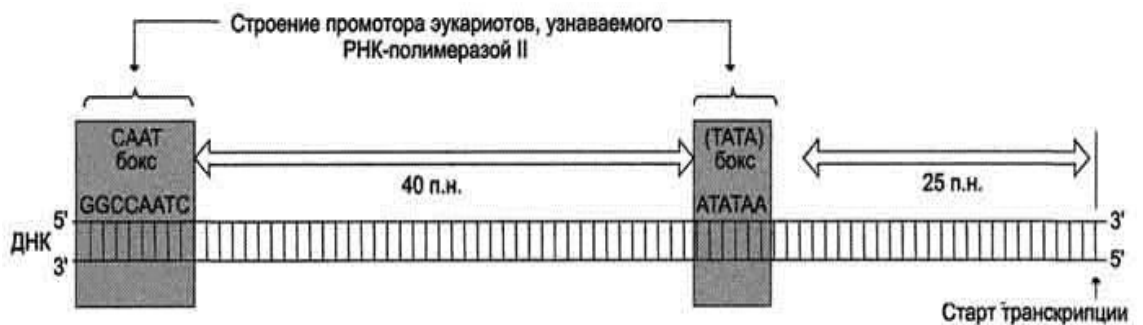 Строение промотора эукариотов, узнаваемого
РНК-полимеразой II
CAAT
бокс
(TATA)
бокс
40 п.н.
25 п.н.
GGCCAATC
ATATAA
5'
3'
ДНК
3'
5'
Старт транскрипции